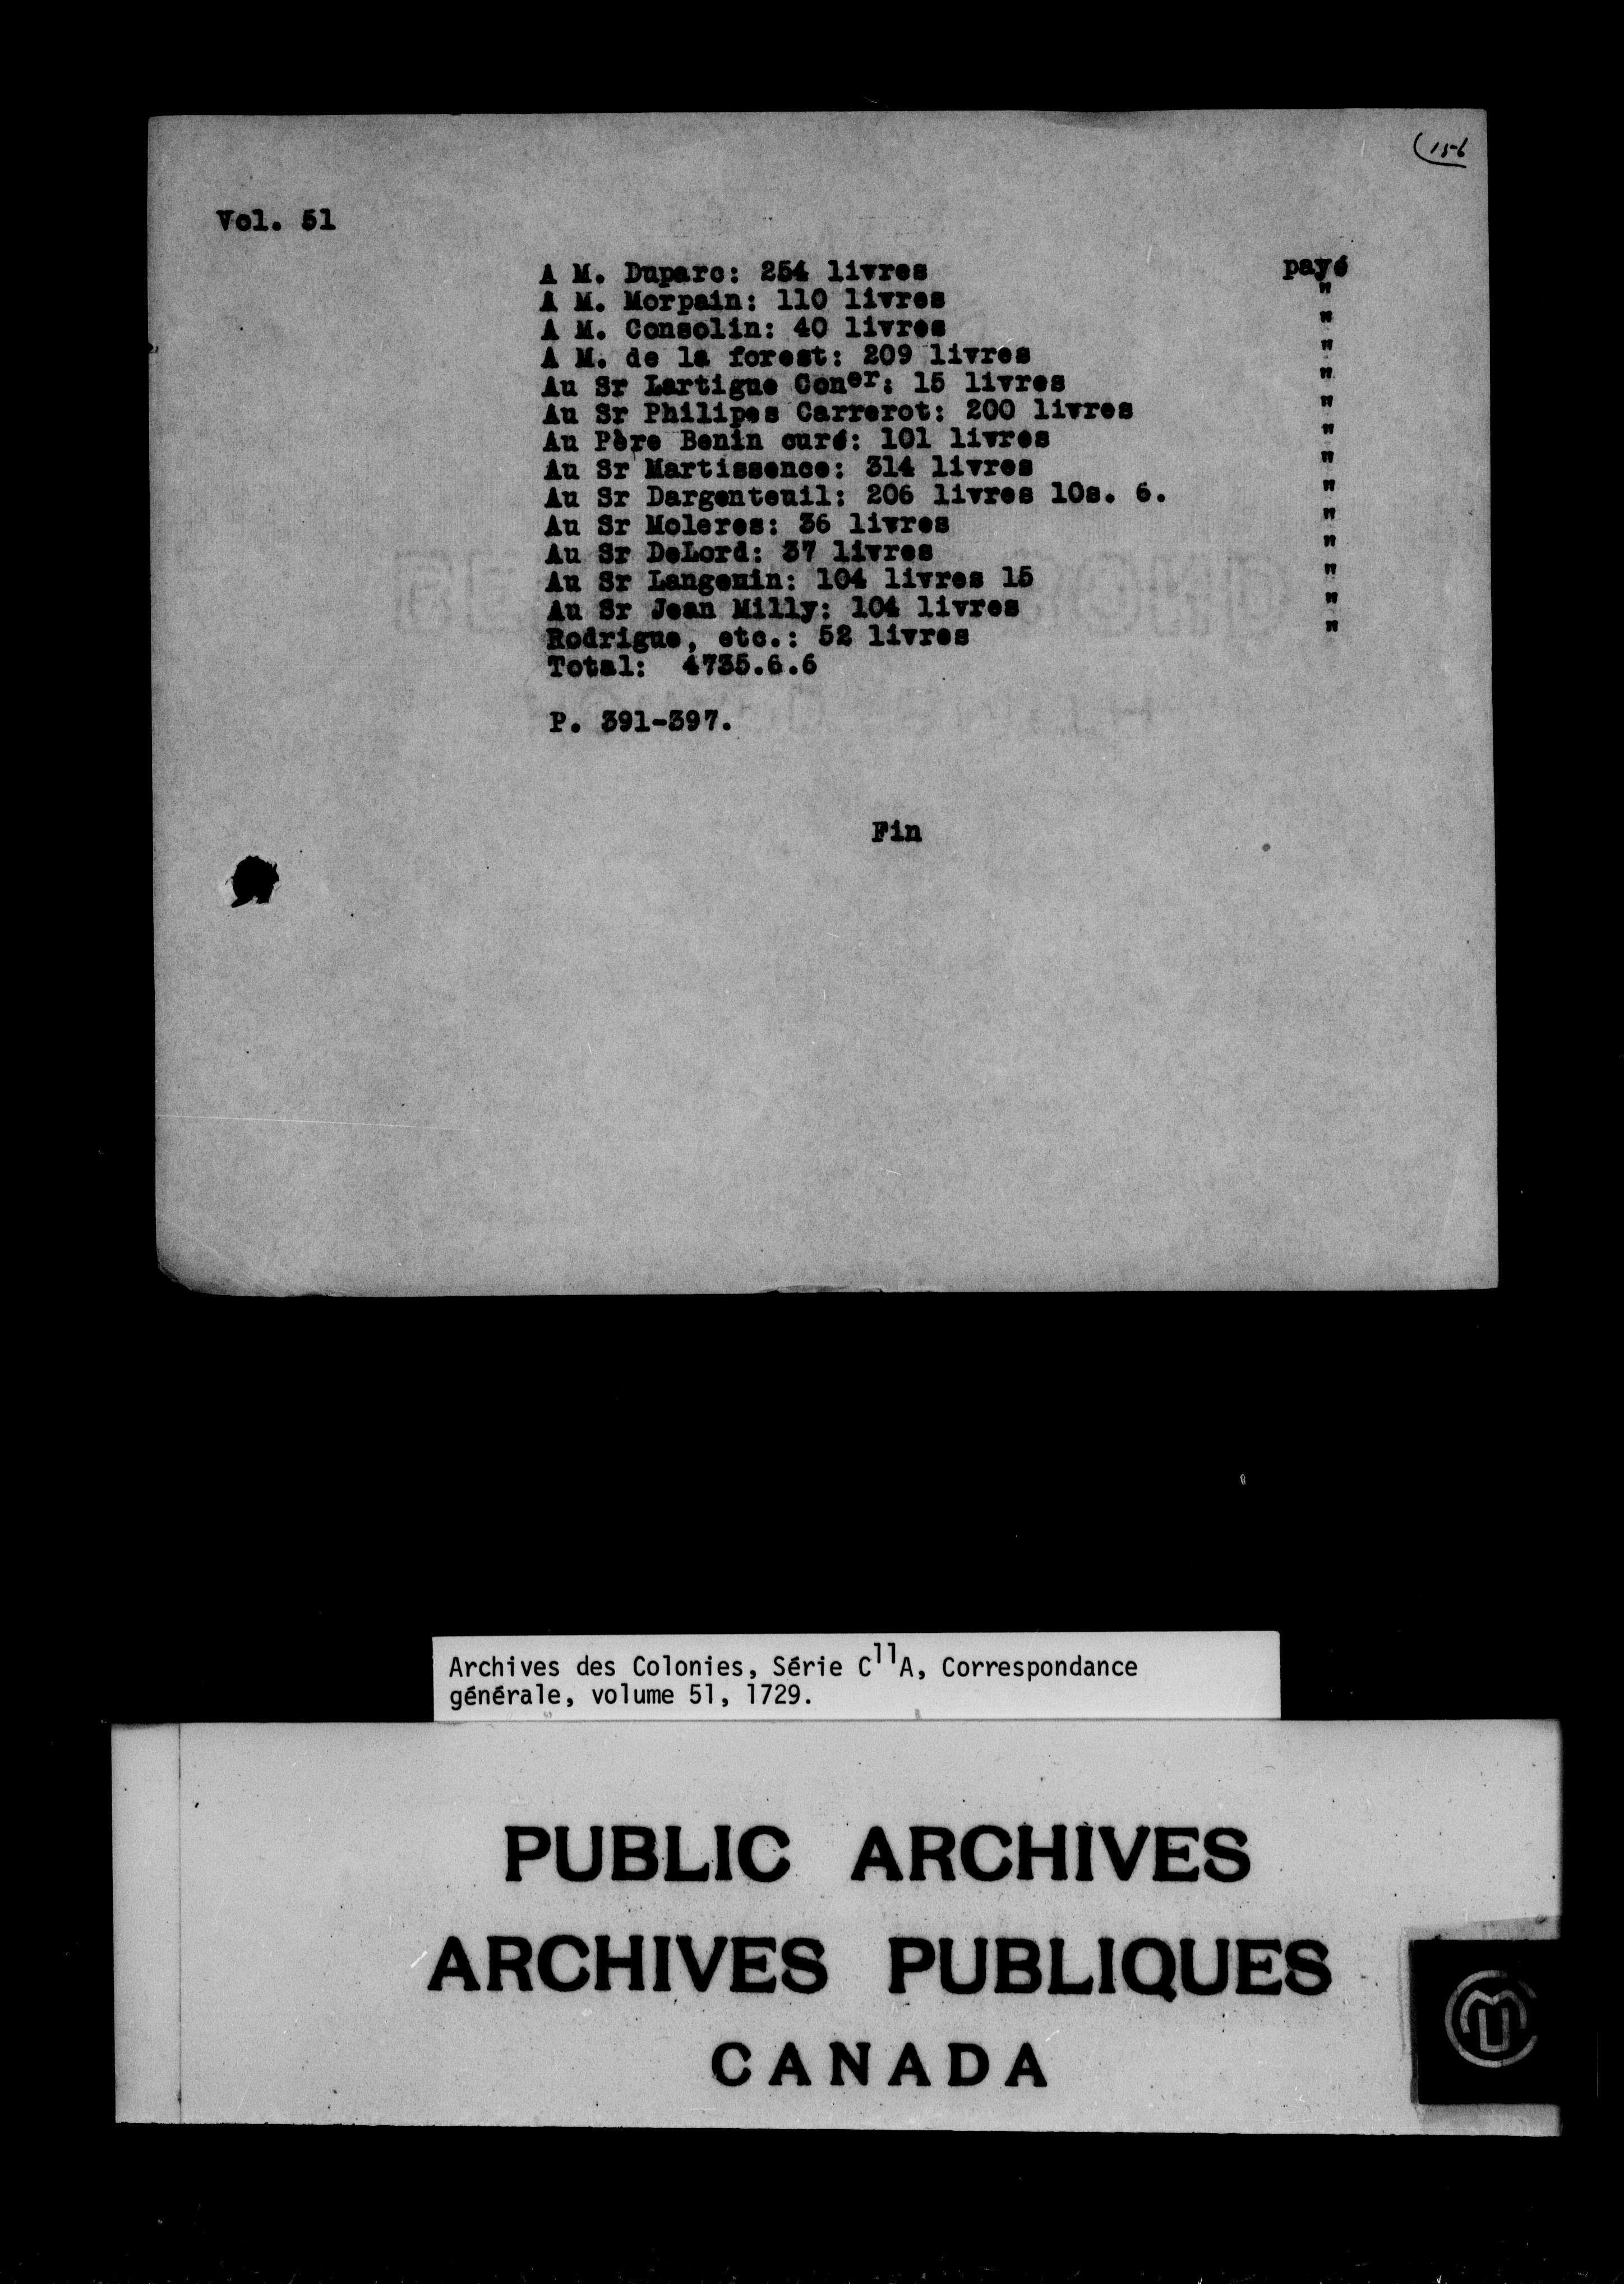 (156
Vol. 51
A M. Duparc: 254 livres payé
A M. Morpain: 110 livres "
A M. Consolin: 40 livres "
A M. de la forest: 209 livres "
Au Sr Lartigue Coner: 15 livres "
Au Sr Philipes Carrerot: 200 livres "
Au Père Benin curé: 101 livres "
Au Sr Martissence: 314 livres "
Au Sr Dargenteuil: 206 livres 10s. 6. "
Au Sr Moleres: 36 livres "
Au Sr DeLord: 37 livres "
Au Sr Langenin: 104 livres 15 "
Au Sr Jean Milly: 104 livres "
Rodrigue, etc.: 52 livres "
Total: 4735.6.6
P. 391-397.
Fin
Archives des Colonies, Série C11A, Correspondance
générale, volume 51, 1729.
PUBLIC ARCHIVES
ARCHIVES PUBLIQUES
CANADA